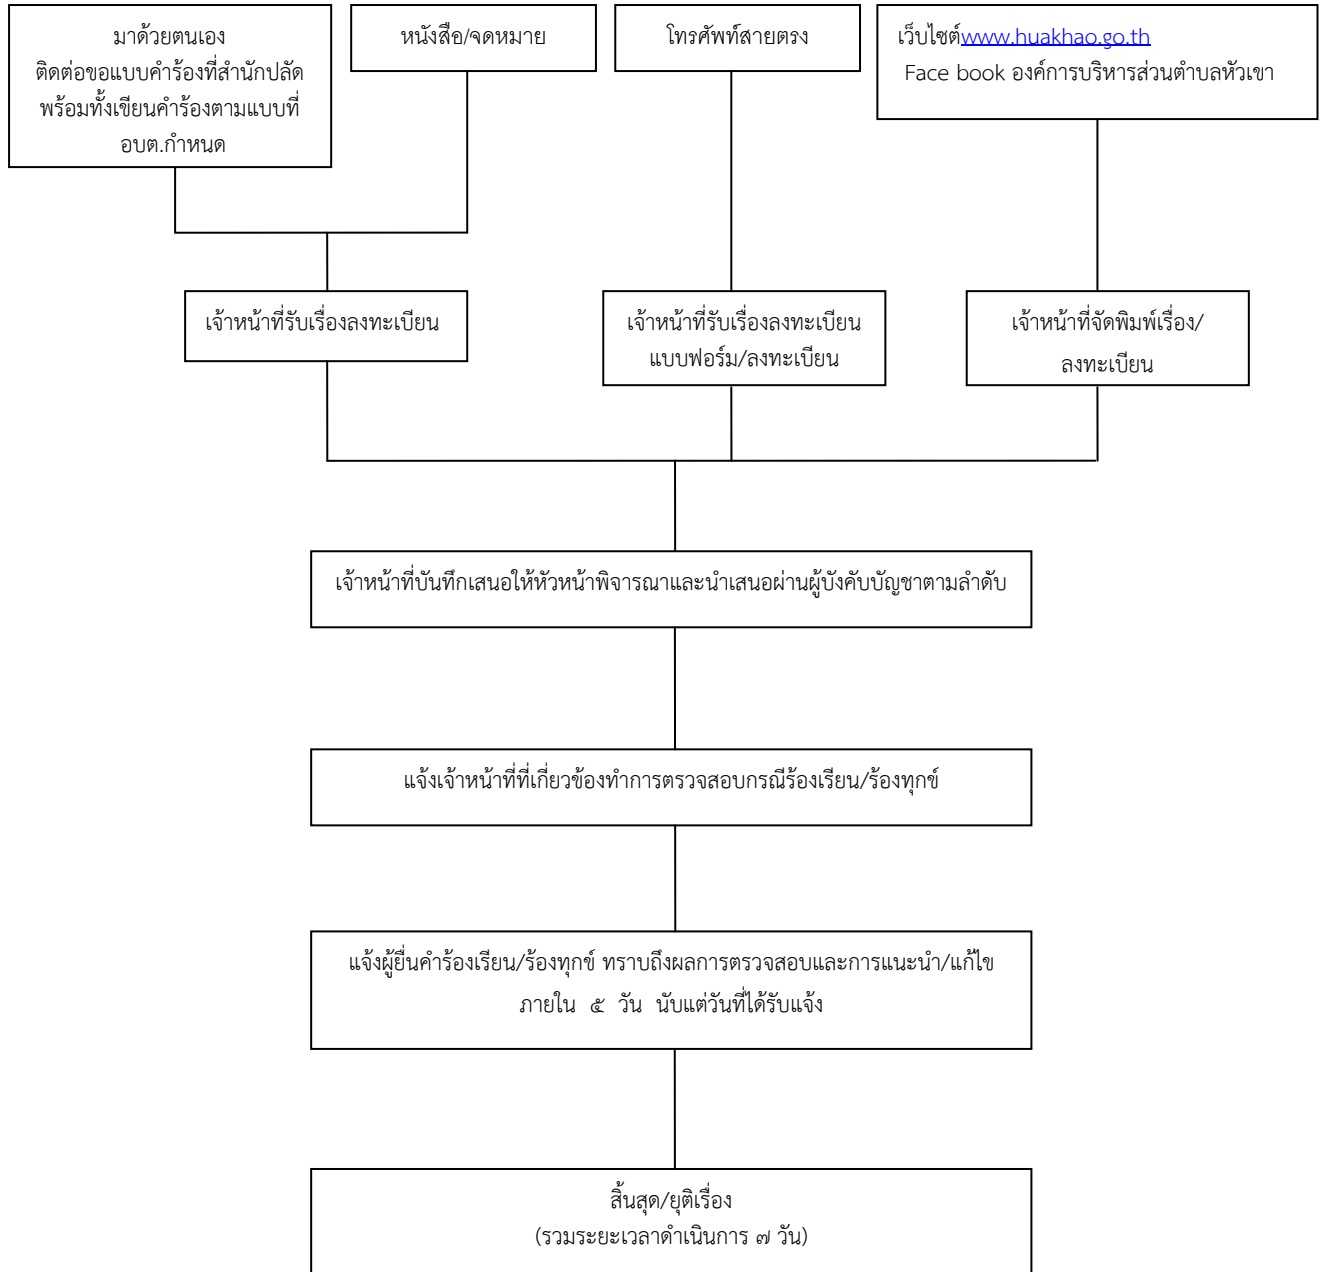 มาด้วยตนเอง
ติดต่อขอแบบคำร้องที่สำนักปลัด
พร้อมทั้งเขียนคำร้องตามแบบที่
อบต.กำหนด
หนังสือ/จดหมาย
โทรศัพท์สายตรง
เว็บไซต์www.huakhao.go.th
Face book องค์การบริหารส่วนตำบลหัวเขา
เจ้าหน้าที่รับเรื่องลงทะเบียน
เจ้าหน้าที่รับเรื่องลงทะเบียน
แบบฟอร์ม/ลงทะเบียน
เจ้าหน้าที่จัดพิมพ์เรื่อง/
ลงทะเบียน
เจ้าหน้าที่บันทึกเสนอให้หัวหน้าพิจารณาและนำเสนอผ่านผู้บังคับบัญชาตามลำดับ
แจ้งเจ้าหน้าที่ที่เกี่ยวข้องทำการตรวจสอบกรณีร้องเรียน/ร้องทุกข์
แจ้งผู้ยื่นคำร้องเรียน/ร้องทุกข์ ทราบถึงผลการตรวจสอบและการแนะนำ/แก้ไข
ภายใน ๕ วัน นับแต่วันที่ได้รับแจ้ง
สิ้นสุด/ยุติเรื่อง
(รวมระยะเวลาดำเนินการ ๗ วัน)